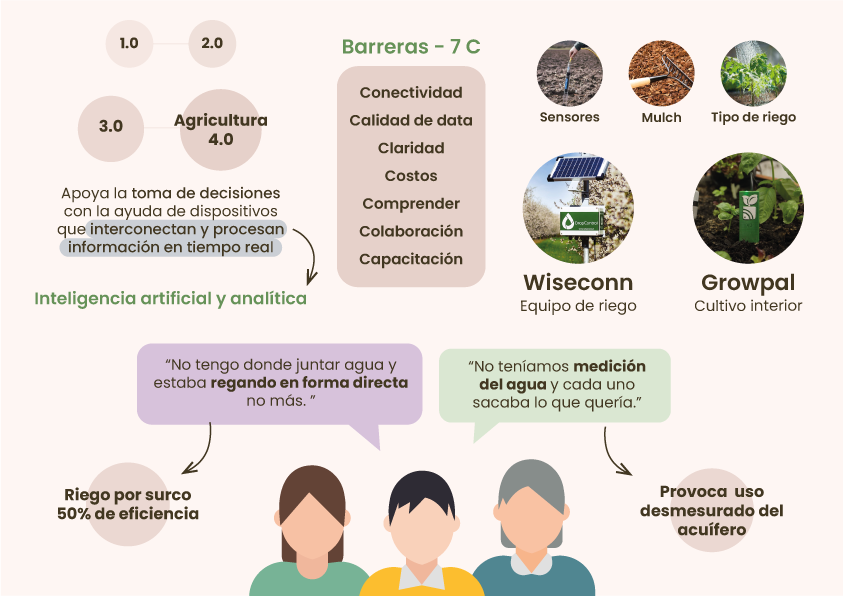 1.0
2.0
3.0
Agricultura
4.0
Apoya la toma de decisiones
con la ayuda de dispositivos
que interconectan y procesan
información en tiempo real
Inteligencia artificial y analítica
Barreras - 7 C
Conectividad
Calidad de data
Claridad
Costos
Comprender
Colaboración
Capacitación
Sensores
Mulch
Tipo de riego
DropControl
Wiseconn
Equipo de riego
Growpal
Cultivo interior
“No tengo donde juntar agua y
estaba regando en forma directa
no más. ”
“No teníamos medición
del agua y cada uno
sacaba lo que quería.”
Riego por surco
50% de eficiencia
Provoca uso
desmesurado del
acuífero